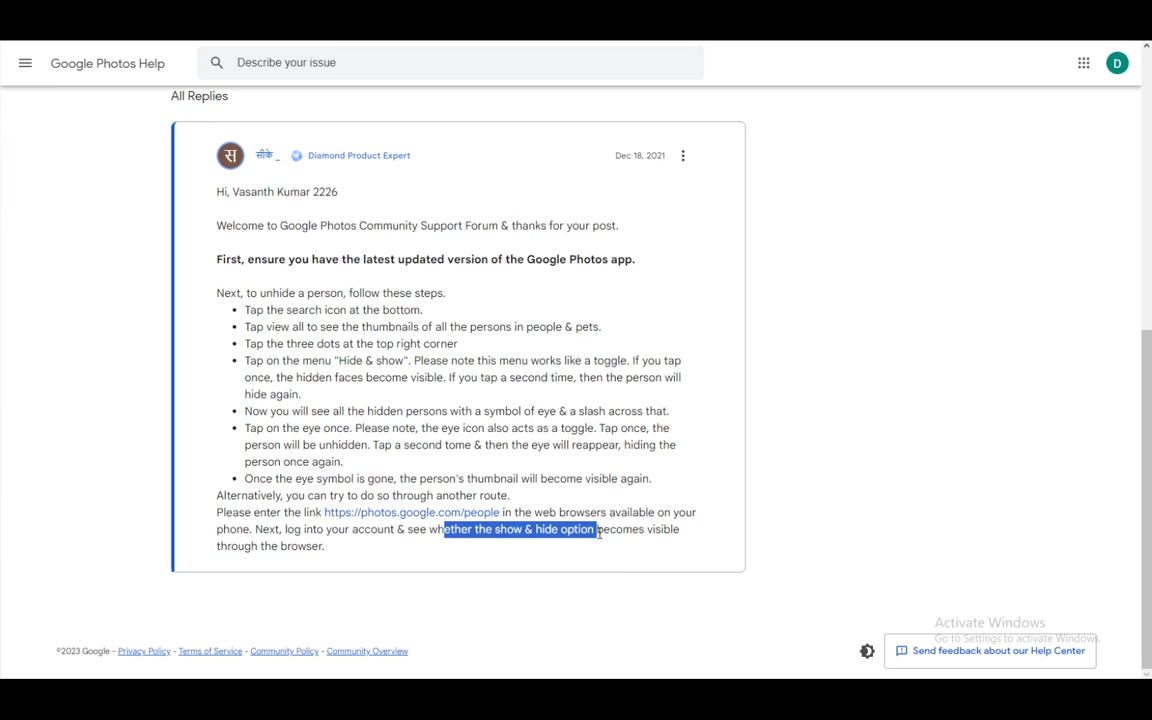 Google Photos Help
Describe your issue
D
All Replies
स
सीके _ Diamond Product Expert
Dec 18, 2021
Hi, Vasanth Kumar 2226
Welcome to Google Photos Community Support Forum & thanks for your post.
First, ensure you have the latest updated version of the Google Photos app.
Next, to unhide a person, follow these steps.
• Tap the search icon at the bottom.
• Tap view all to see the thumbnails of all the persons in people & pets.
• Tap the three dots at the top right corner
• Tap on the menu "Hide & show". Please note this menu works like a toggle. If you tap
once, the hidden faces become visible. If you tap a second time, then the person will
hide again.
• Now you will see all the hidden persons with a symbol of eye & a slash across that.
• Tap on the eye once. Please note, the eye icon also acts as a toggle. Tap once, the
person will be unhidden. Tap a second tome & then the eye will reappear, hiding the
person once again.
• Once the eye symbol is gone, the person's thumbnail will become visible again.
Alternatively, you can try to do so through another route.
Please enter the link https://photos.google.com/people in the web browsers available on your
phone. Next, log into your account & see whether the show & hide option becomes visible
through the browser.
Activate Windows
Go to Settings to activate Windows.
©2023 Google - Privacy Policy - Terms of Service - Community Policy - Community Overview
Send feedback about our Help Center